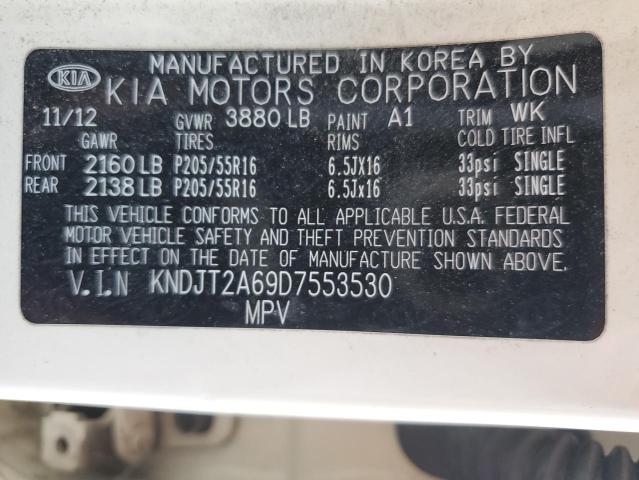 MANUFACTURED IN KOREA BY
KIA KIA MOTORS CORPORATION
11/12 GVWR 3880 LB PAINT A1 TRIM WK
GAWR TIRES RIMS COLD TIRE INFL
FRONT 2160 LB P205/55R16 6.5JX16 33psi SINGLE
REAR 2138 LB P205/55R16 6.5Jx16 33psi SINGLE
THIS VEHICLE CONFORMS TO ALL APPLICABLE U.S.A. FEDERAL
MOTOR VEHICLE SAFETY AND THEFT PREVENTION STANDARDS
IN EFFECT ON THE DATE OF MANUFACTURE SHOWN ABOVE.
V.I.N KNDJT2A69D7553530
MPV